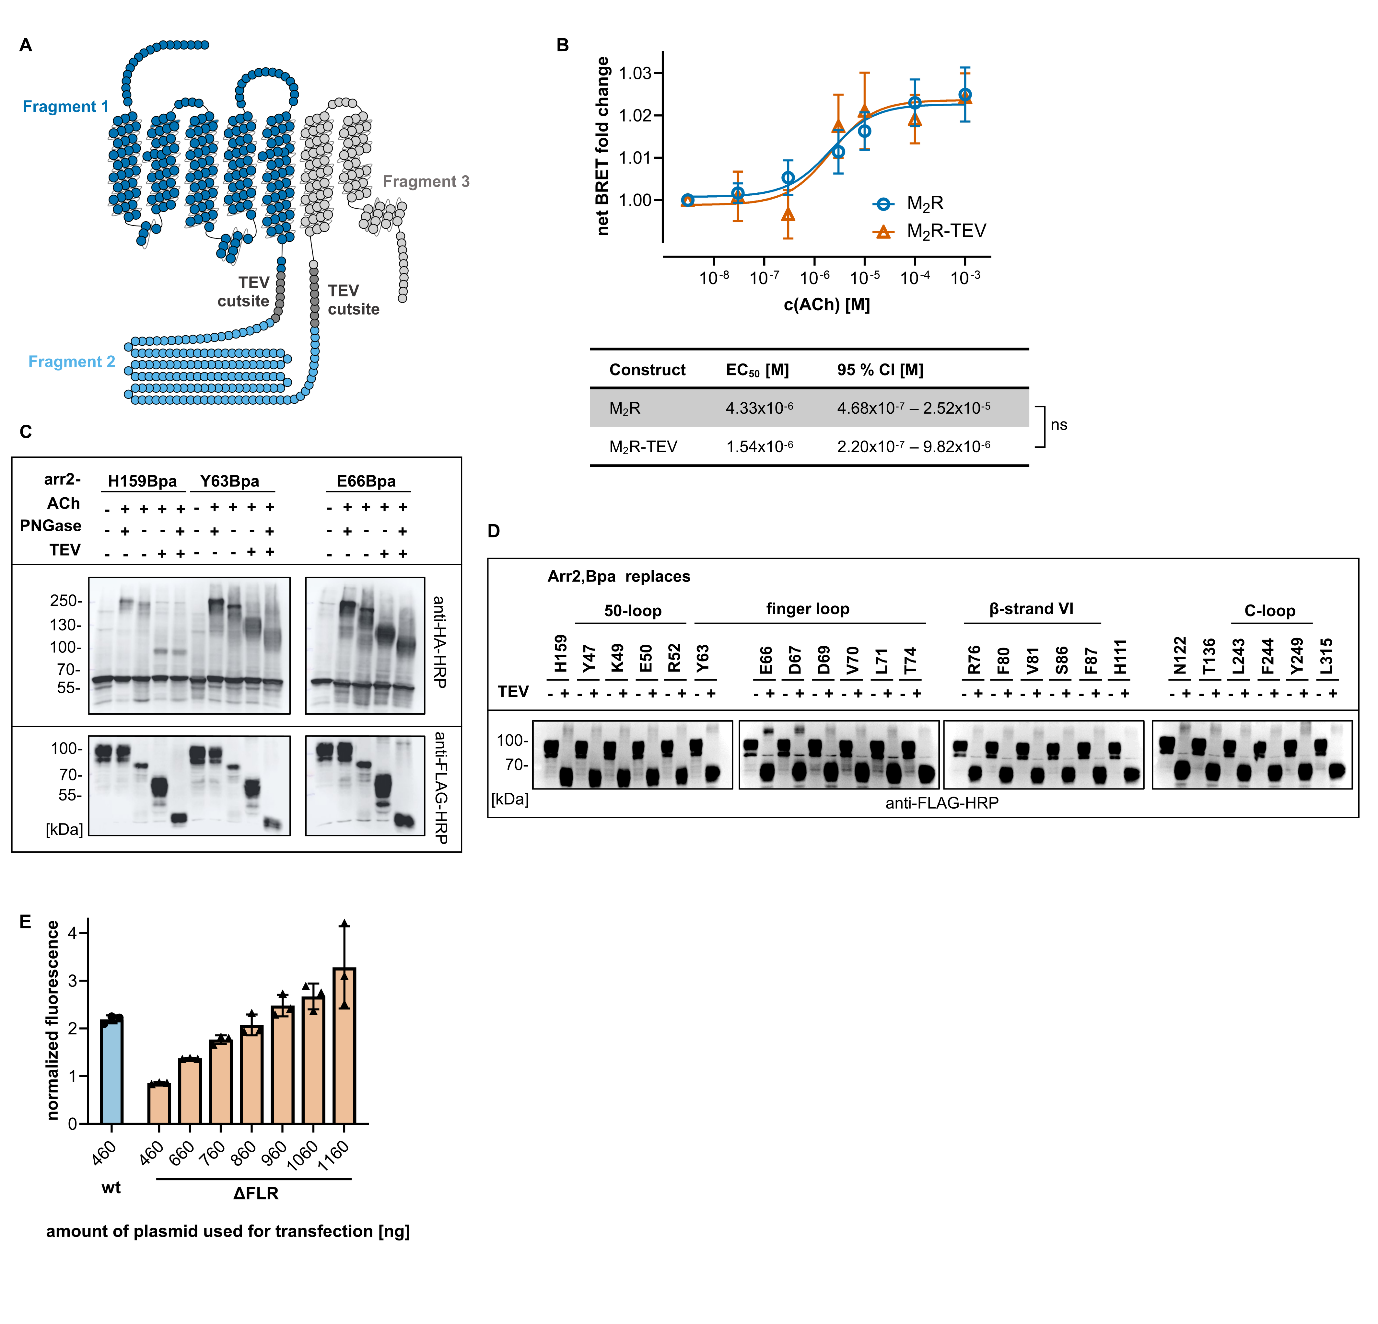 A
Fragment 1
Fragment 3
TEV
cutsite
TEV
cutsite
Fragment 2
B
net BRET fold change
1.03
1.02
1.01
1.00
M₂R
M₂R-TEV
10⁻⁸ 10⁻⁷ 10⁻⁶ 10⁻⁵ 10⁻⁴ 10⁻³
c(ACh) [M]
Construct EC₅₀ [M] 95 % CI [M]
M₂R 4.33x10⁻⁶ 4.68x10⁻⁷ – 2.52x10⁻⁵
M₂R-TEV 1.54x10⁻⁶ 2.20x10⁻⁷ – 9.82x10⁻⁶
ns
C
arr2- H159Bpa Y63Bpa E66Bpa
ACh - + + + + - + + + + - + + + +
PNGase - + - - + - + - - + - + - - +
TEV - - - + + - - - + + - - - + +
250-
130-
100-
70-
55-
anti-HA-HRP
100-
70-
55-
[kDa]
anti-FLAG-HRP
D
Arr2,Bpa replaces
50-loop finger loop β-strand VI C-loop
H159 Y47 K49 E50 R52 Y63 E66 D67 D69 V70 L71 T74 R76 F80 V81 S86 F87 H111 N122 T136 L243 F244 Y249 L315
TEV - + - + - + - + - + - + - + - + - + - + - + - + - + - + - + - + - + - + - + - + - + - + - + - +
100-
70-
[kDa]
anti-FLAG-HRP
E
normalized fluorescence
4
3
2
1
0
460 460 660 760 860 960 1060 1160
wt ΔFLR
amount of plasmid used for transfection [ng]